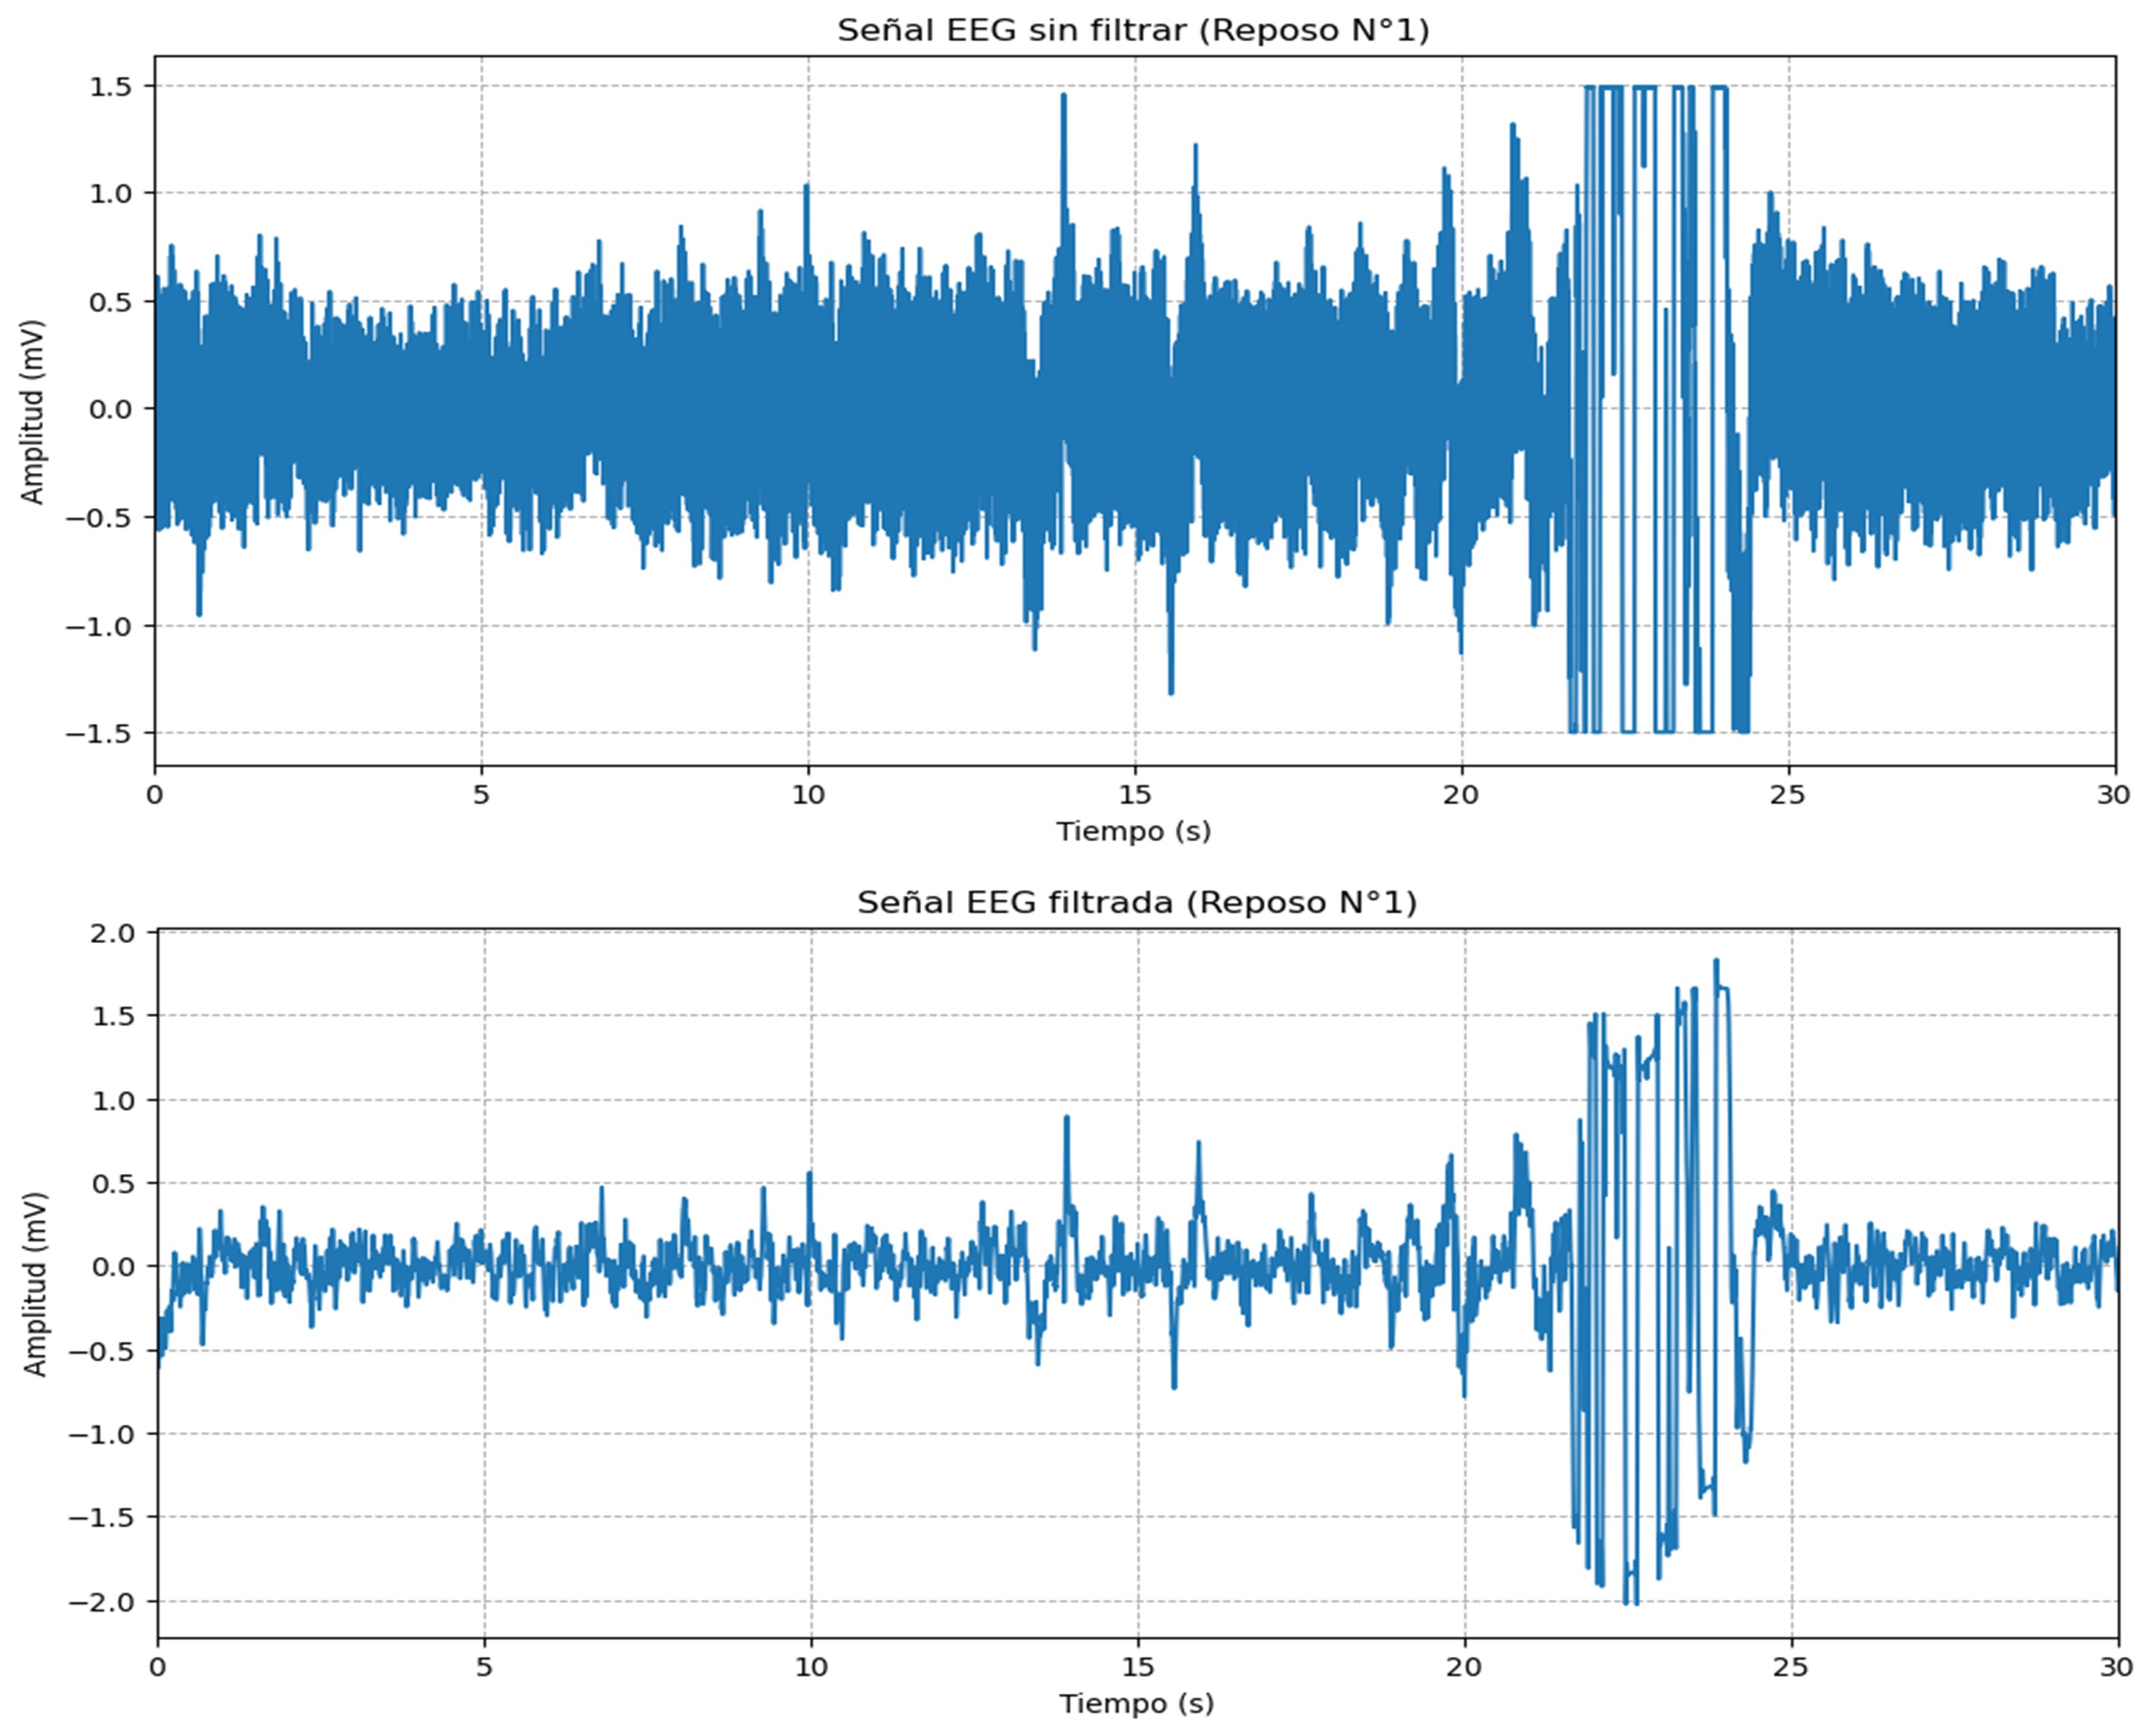 Señal EEG sin filtrar (Reposo N°1)
Amplitud (mV)
1.5
1.0
0.5
0.0
−0.5
−1.0
−1.5
0 5 10 15 20 25 30
Tiempo (s)
Señal EEG filtrada (Reposo N°1)
Amplitud (mV)
2.0
1.5
1.0
0.5
0.0
−0.5
−1.0
−1.5
−2.0
0 5 10 15 20 25 30
Tiempo (s)